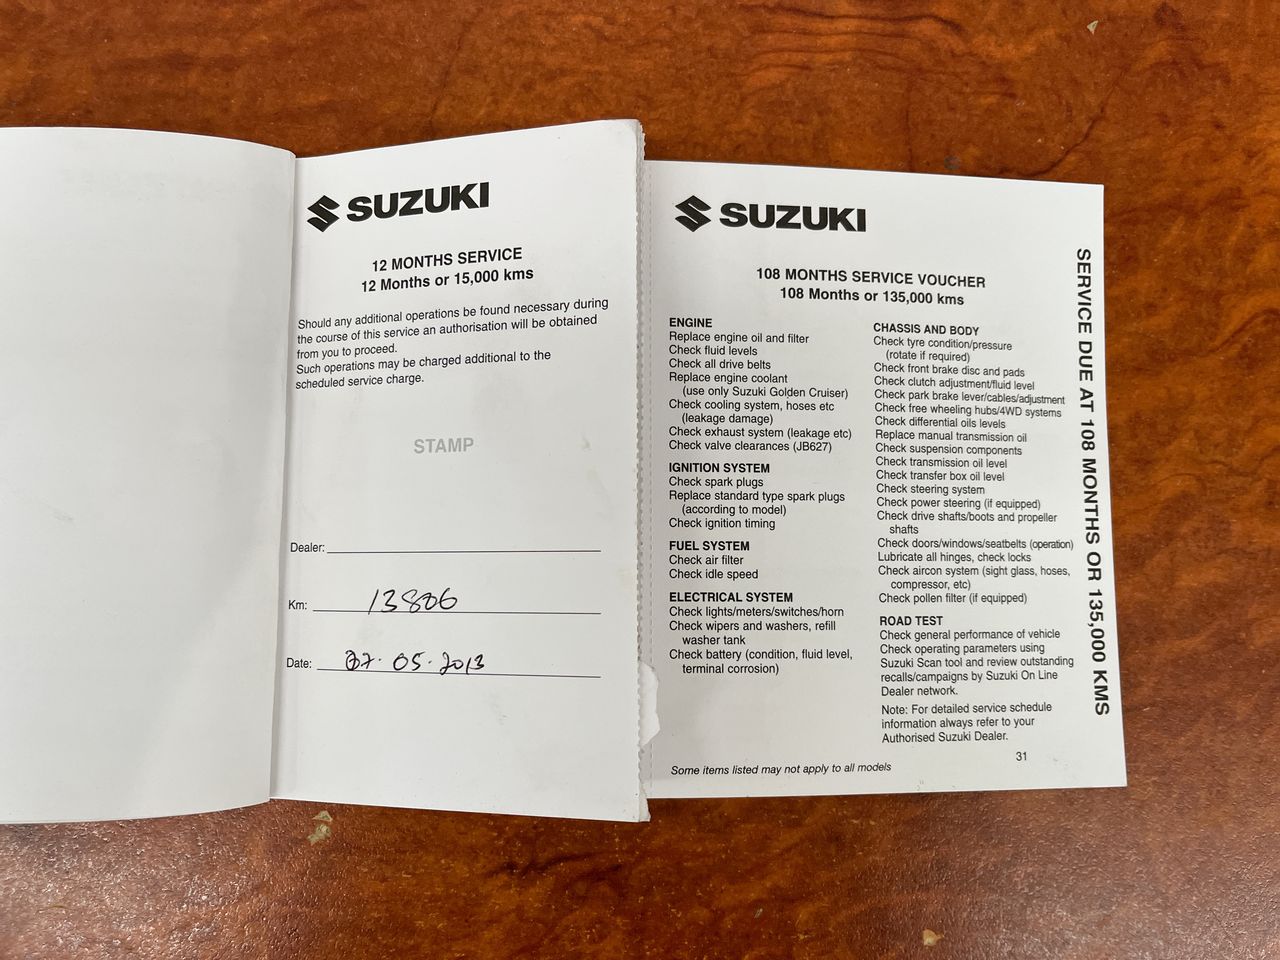 SUZUKI
12 MONTHS SERVICE
12 Months or 15,000 kms
Should any additional operations be found necessary during
the course of this service an authorisation will be obtained
from you to proceed.
Such operations may be charged additional to the
scheduled service charge.
STAMP
Dealer:
Km: 13806
Date: 27.05.2013
SUZUKI
108 MONTHS SERVICE VOUCHER
108 Months or 135,000 kms
ENGINE
Replace engine oil and filter
Check fluid levels
Check all drive belts
Replace engine coolant
(use only Suzuki Golden Cruiser)
Check cooling system, hoses etc
(leakage damage)
Check exhaust system (leakage etc)
Check valve clearances (JB627)
IGNITION SYSTEM
Check spark plugs
Replace standard type spark plugs
(according to model)
Check ignition timing
FUEL SYSTEM
Check air filter
Check idle speed
ELECTRICAL SYSTEM
Check lights/meters/switches/horn
Check wipers and washers, refill
washer tank
Check battery (condition, fluid level,
terminal corrosion)
CHASSIS AND BODY
Check tyre condition/pressure
(rotate if required)
Check front brake disc and pads
Check clutch adjustment/fluid level
Check park brake lever/cables/adjustment
Check free wheeling hubs/4WD systems
Check differential oils levels
Replace manual transmission oil
Check suspension components
Check transmission oil level
Check transfer box oil level
Check steering system
Check power steering (if equipped)
Check drive shafts/boots and propeller
shafts
Check doors/windows/seatbelts (operation)
Lubricate all hinges, check locks
Check aircon system (sight glass, hoses,
compressor, etc)
Check pollen filter (if equipped)
ROAD TEST
Check general performance of vehicle
Check operating parameters using
Suzuki Scan tool and review outstanding
recalls/campaigns by Suzuki On Line
Dealer network.
Note: For detailed service schedule
information always refer to your
Authorised Suzuki Dealer.
31
Some items listed may not apply to all models
SERVICE DUE AT 108 MONTHS OR 135,000 KMS